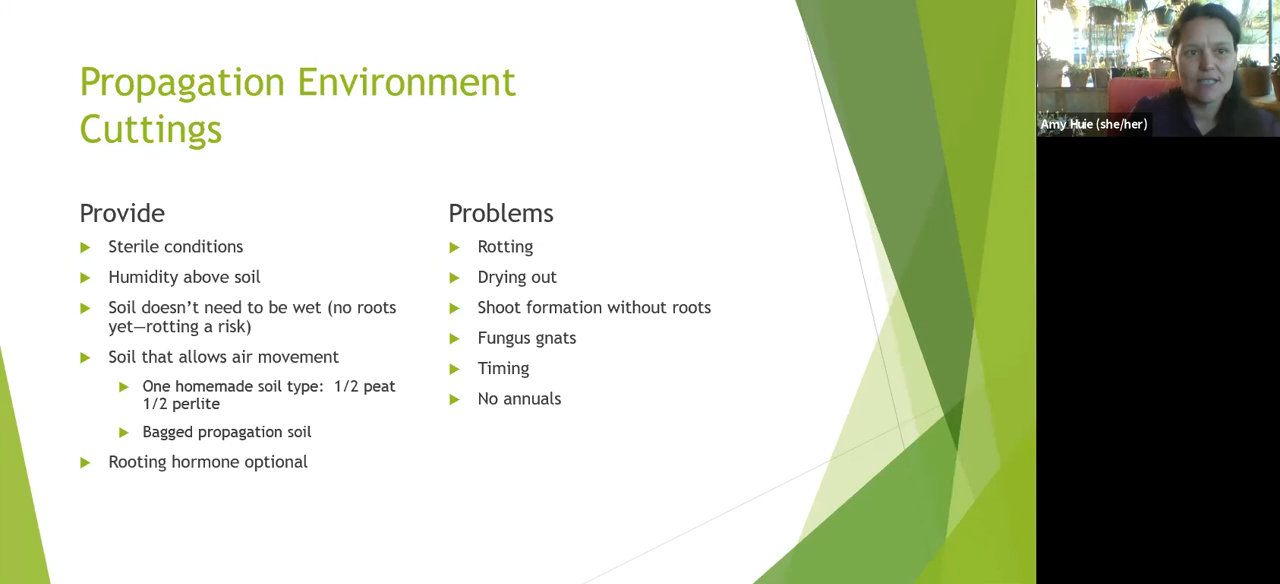 Propagation Environment
Cuttings
Provide
Sterile conditions
Humidity above soil
Soil doesn't need to be wet (no roots
yet—rotting a risk)
Soil that allows air movement
One homemade soil type:  1/2 peat
1/2 perlite
Bagged propagation soil
Rooting hormone optional
Problems
Rotting
Drying out
Shoot formation without roots
Fungus gnats
Timing
No annuals
Amy Huie (she/her)